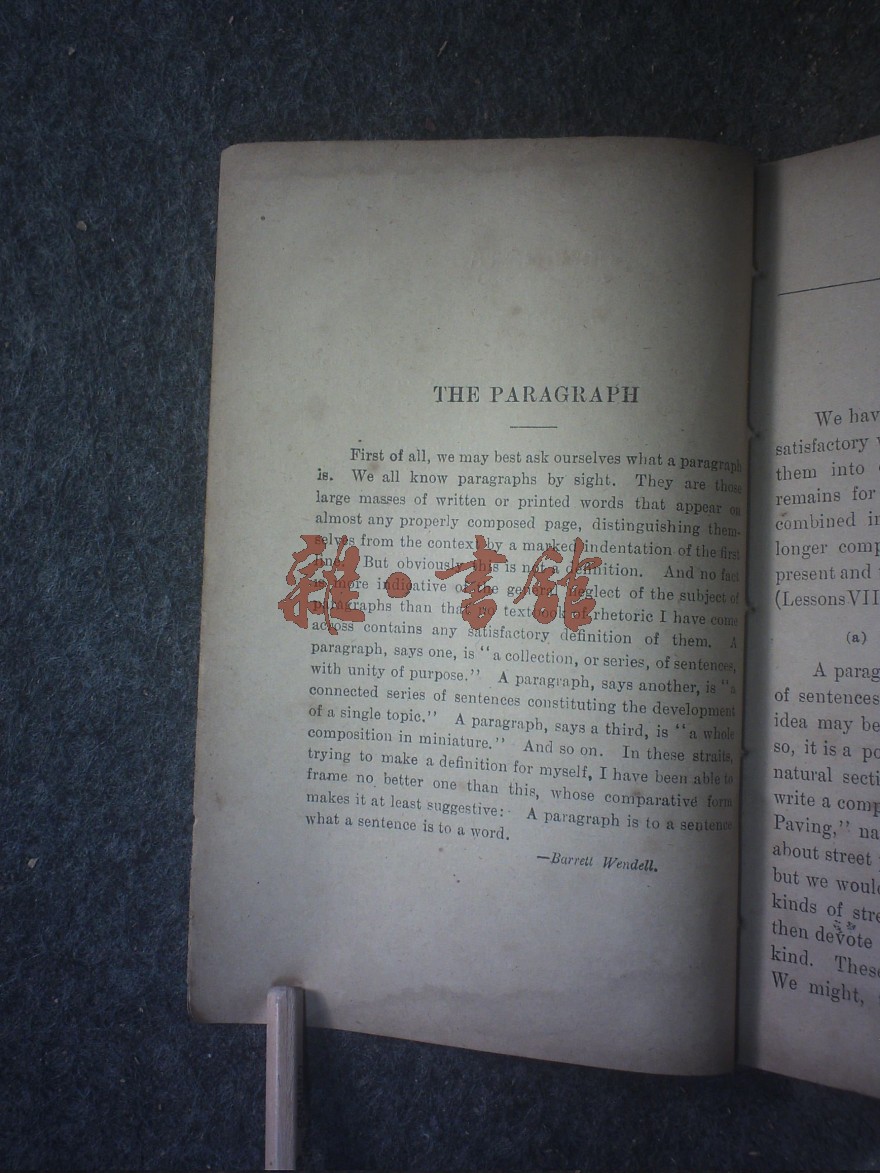 THE PARAGRAPH
First of all, we may best ask ourselves what a paragraph
is. We all know paragraphs by sight. They are those
large masses of written or printed words that appear on
almost any properly composed page, distinguishing them-
selves from the context by a marked indentation of the first
line. But obviously this is not a definition. And no fact
is more indicative of the general neglect of the subject of
paragraphs than that no textbook of rhetoric I have come
across contains any satisfactory definition of them. A
paragraph, says one, is "a collection, or series, of sentences,
with unity of purpose." A paragraph, says another, is "a
connected series of sentences constituting the development
of a single topic." A paragraph, says a third, is "a whole
composition in miniature." And so on. In these straits,
trying to make a definition for myself, I have been able to
frame no better one than this, whose comparative form
makes it at least suggestive: A paragraph is to a sentence
what a sentence is to a word.
—Barrett Wendell.
雜·書館
We hav
satisfactory
them into
remains for
combined in
longer comp
present and
(Lessons VII
(a)
A parag
of sentences
idea may be
so, it is a po
natural secti
write a comp
Paving," na
about street
but we would
kinds of stre
then devote
kind. These
We might,